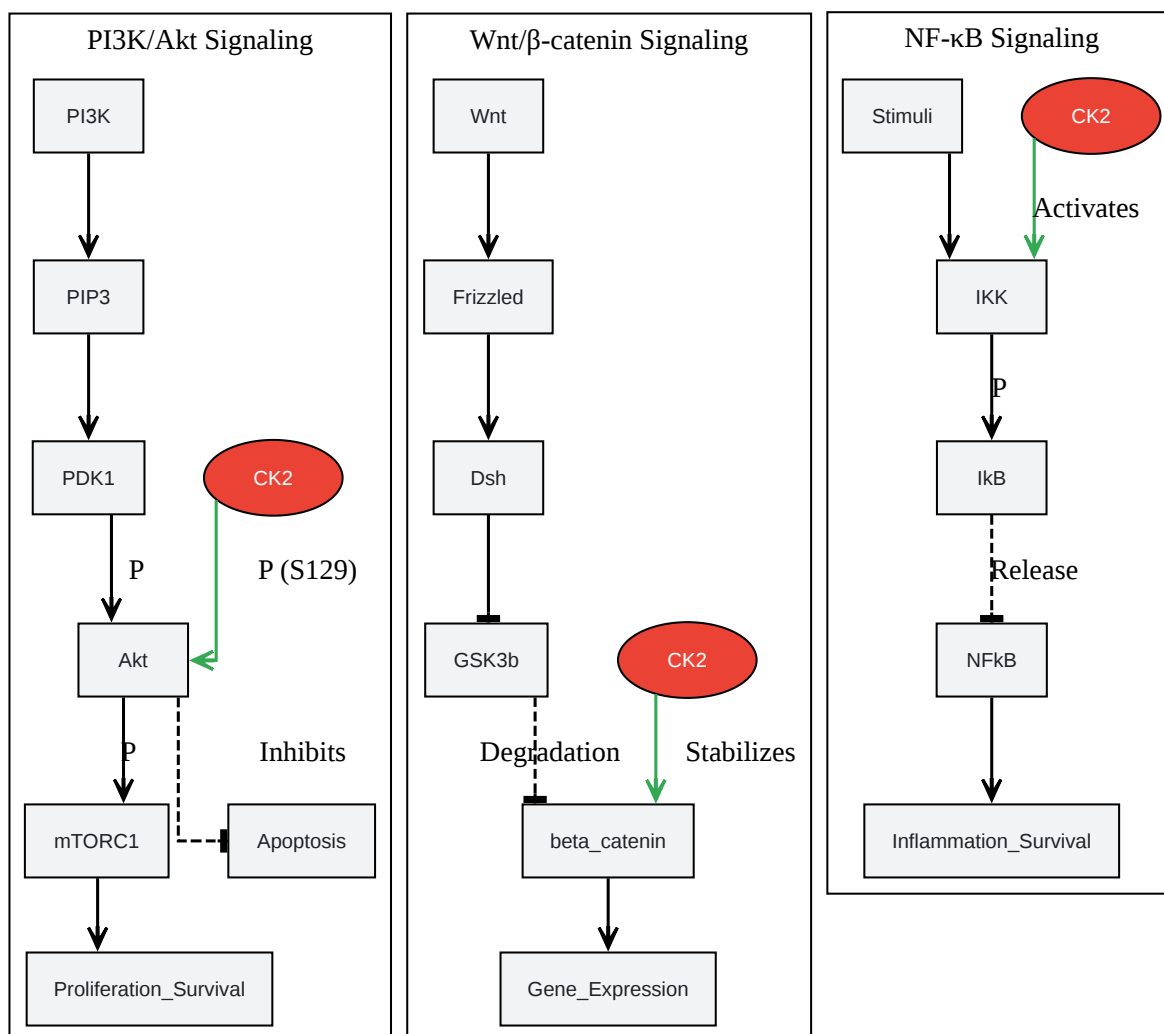 PI3K/Akt Signaling
PI3K
PIP3
PDK1
CK2
P
P (S129)
Akt
P
Inhibits
mTORC1
Apoptosis
Proliferation_Survival
Wnt/β-catenin Signaling
Wnt
Frizzled
Dsh
GSK3b
CK2
Degradation
Stabilizes
beta_catenin
Gene_Expression
NF-κB Signaling
Stimuli
CK2
Activates
IKK
P
IkB
Release
NFkB
Inflammation_Survival